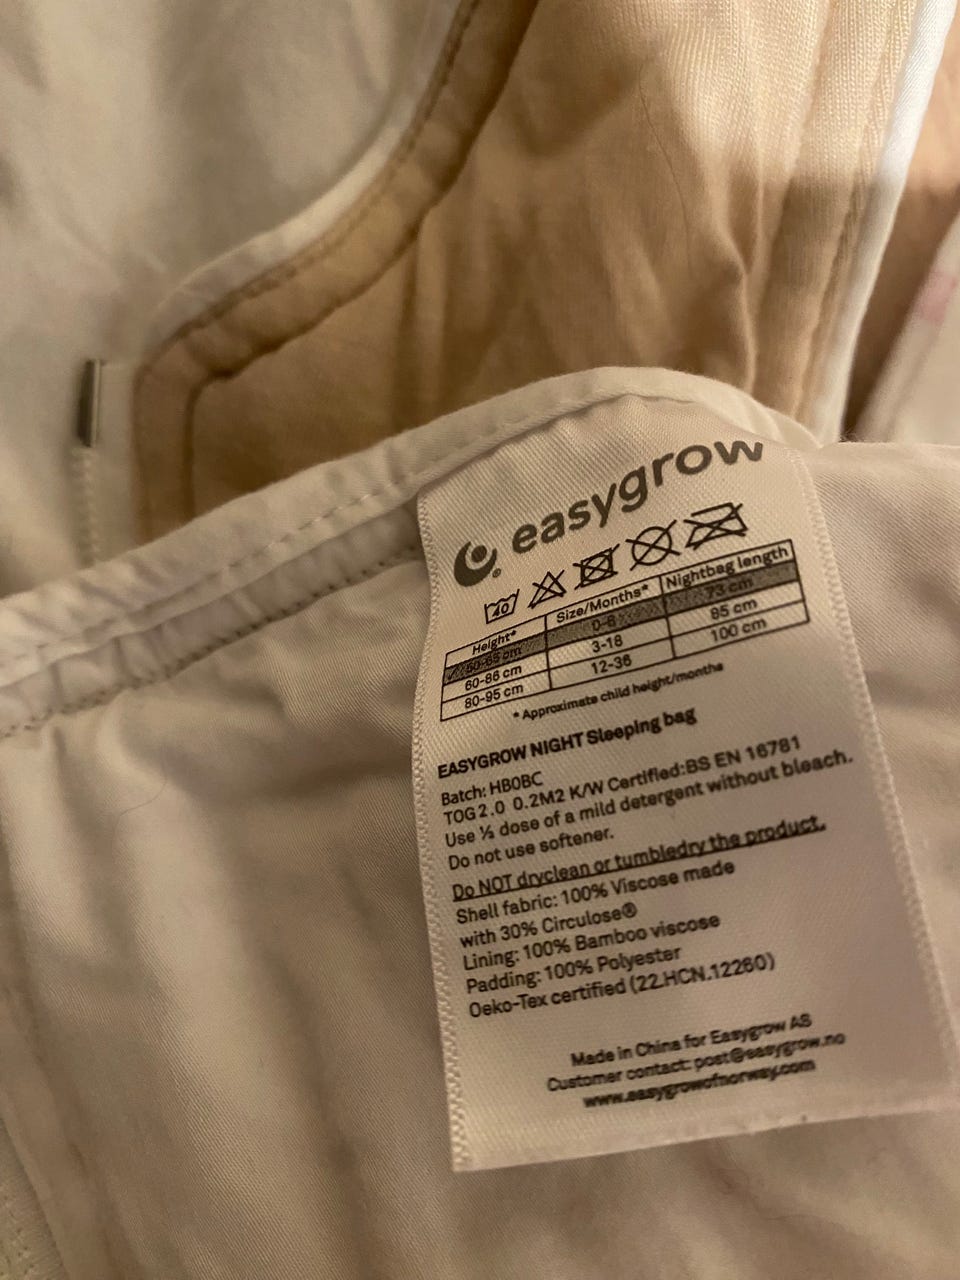 easygrow
40
Height* Size/Months* Nightbag length
50-65 cm 0-6 73 cm
60-86 cm 3-18 85 cm
80-95 cm 12-36 100 cm
* Approximate child height/months
EASYGROW NIGHT Sleeping bag
Batch: HB0BC
TOG 2.0 0.2M2 K/W Certified:BS EN 16781
Use ½ dose of a mild detergent without bleach.
Do not use softener.
Do NOT dryclean or tumbledry the product.
Shell fabric: 100% Viscose made
with 30% Circulose®
Lining: 100% Bamboo viscose
Padding: 100% Polyester
Oeko-Tex certified (22.HCN.12260)
Made in China for Easygrow AS
Customer contact: post@easygrow.no
www.easygrowofnorway.com